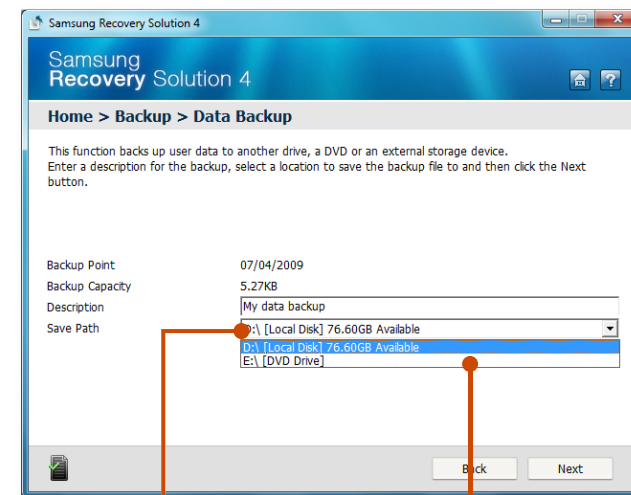 Samsung Recovery Solution 4
Samsung
Recovery Solution 4
Home > Backup > Data Backup
This function backs up user data to another drive, a DVD or an external storage device.
Enter a description for the backup, select a location to save the backup file to and then click the Next
button.
Backup Point 07/04/2009
Backup Capacity 5.27KB
Description My data backup
Save Path D:\ [Local Disk] 76.60GB Available
D:\ [Local Disk] 76.60GB Available
E:\ [DVD Drive]
Back Next